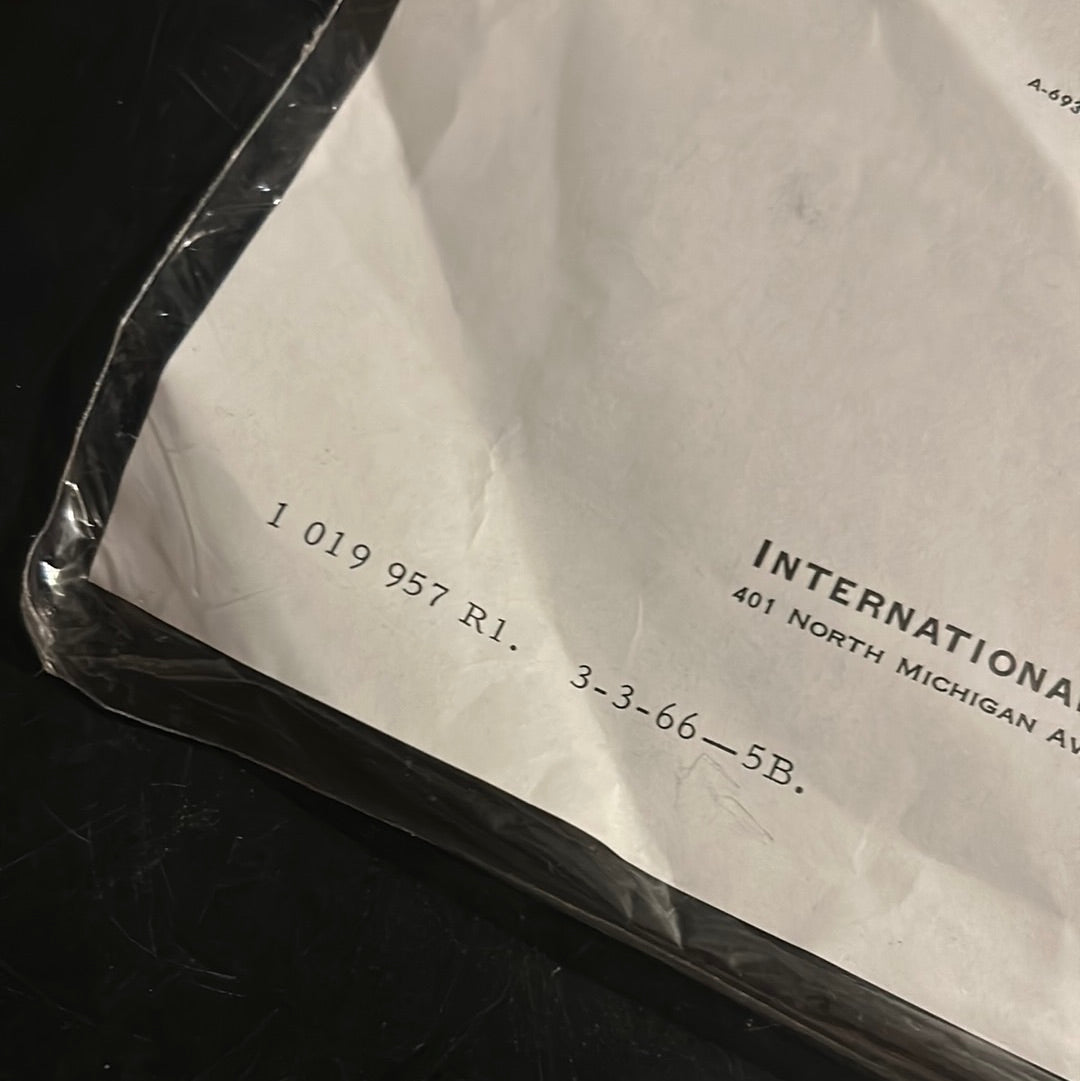 A-693
INTERNATIONA
401 NORTH MICHIGAN AV
1 019 957 R1. 3-3-66—5B.